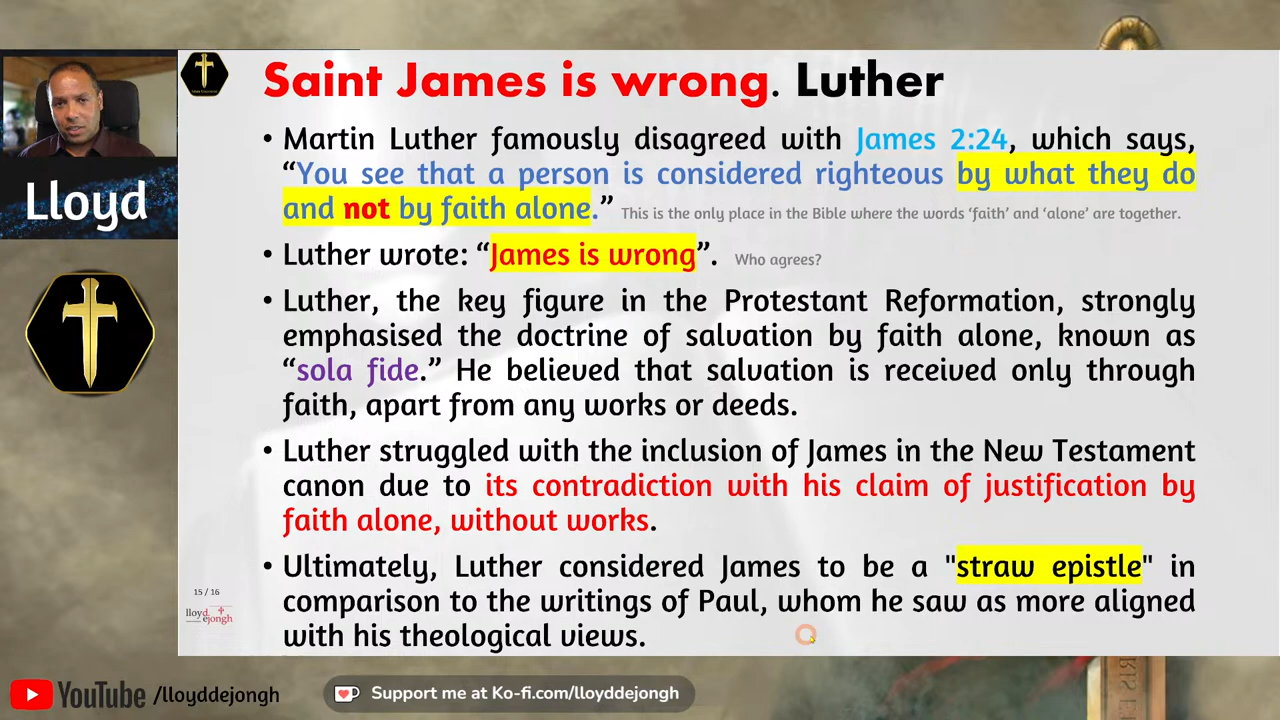 Saint James is wrong. Luther
• Martin Luther famously disagreed with James 2:24, which says,
“You see that a person is considered righteous by what they do
and not by faith alone.” This is the only place in the Bible where the words ‘faith’ and ‘alone’ are together.
• Luther wrote: “James is wrong”. Who agrees?
• Luther, the key figure in the Protestant Reformation, strongly
emphasised the doctrine of salvation by faith alone, known as
“sola fide.” He believed that salvation is received only through
faith, apart from any works or deeds.
• Luther struggled with the inclusion of James in the New Testament
canon due to its contradiction with his claim of justification by
faith alone, without works.
• Ultimately, Luther considered James to be a "straw epistle" in
comparison to the writings of Paul, whom he saw as more aligned
with his theological views.
15 / 16
lloyd
dejongh
Lloyd
YouTube /lloyddejongh
Support me at Ko-fi.com/lloyddejongh